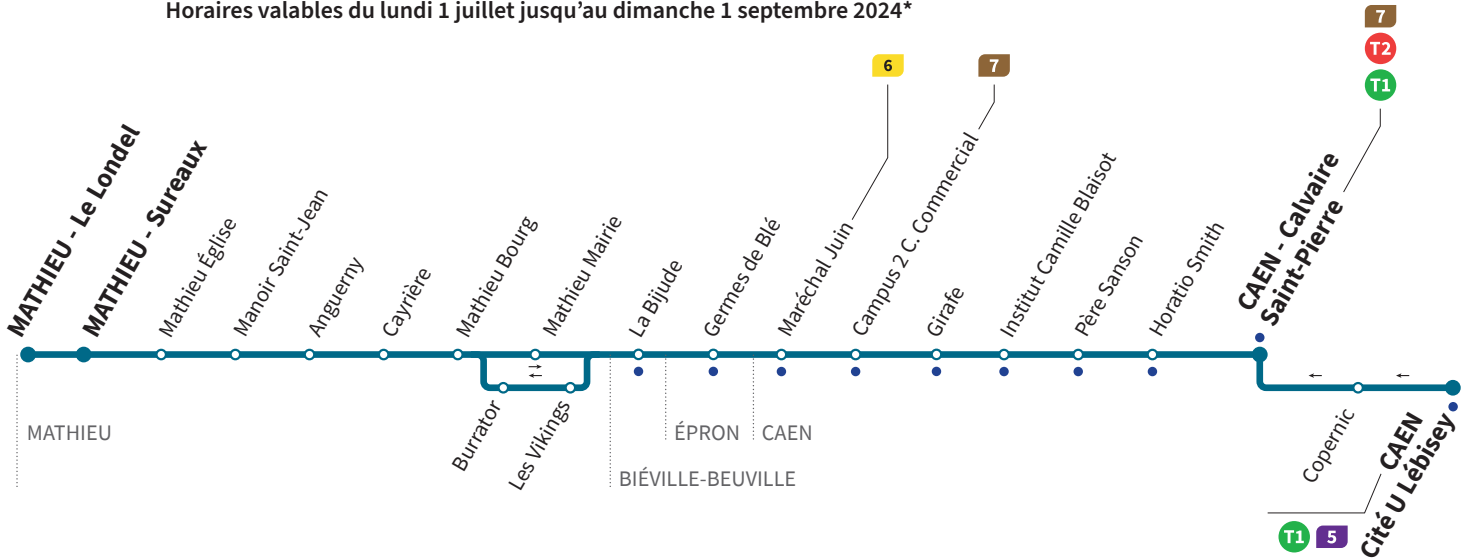 Horaires valables du lundi 1 juillet jusqu'au dimanche 1 septembre 2024*
7
T2
T1
6
7
MATHIEU - Le Londel
MATHIEU - Sureaux
Mathieu Église
Manoir Saint-Jean
Anguerny
Cayrière
Mathieu Bourg
Mathieu Mairie
La Bijude
Germes de Blé
Maréchal Juin
Campus 2 C. Commercial
Girafe
Institut Camille Blaisot
Père Sanson
Horatio Smith
CAEN - Calvaire
Saint-Pierre
Burrator
Les Vikings
Copernic
CAEN
Cité U Lébisey
MATHIEU
ÉPRON
CAEN
BIÉVILLE-BEUVILLE
T1
5